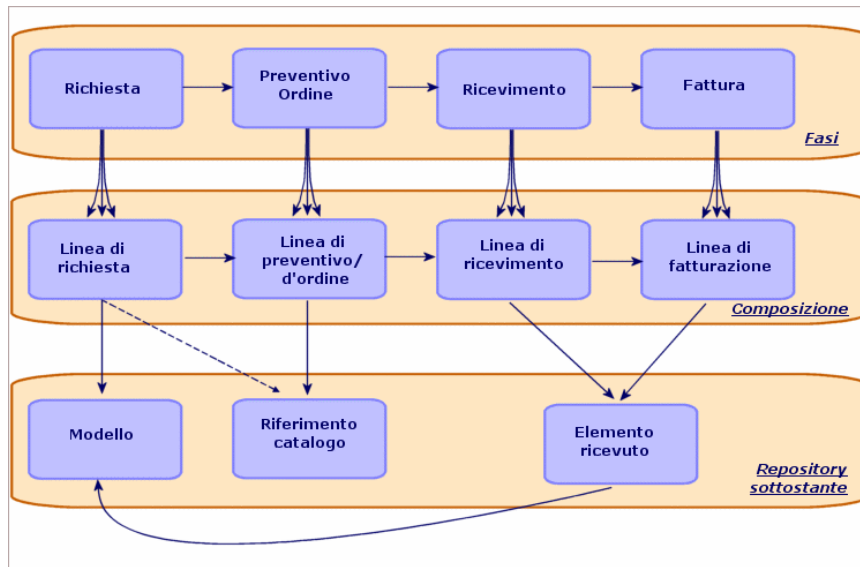 Richiesta
Preventivo
Ordine
Ricevimento
Fattura
Fasi
Linea di
richiesta
Linea di
preventivo/
d'ordine
Linea di
ricevimento
Linea di
fatturazione
Composizione
Modello
Riferimento
catalogo
Elemento
ricevuto
Repository
sottostante